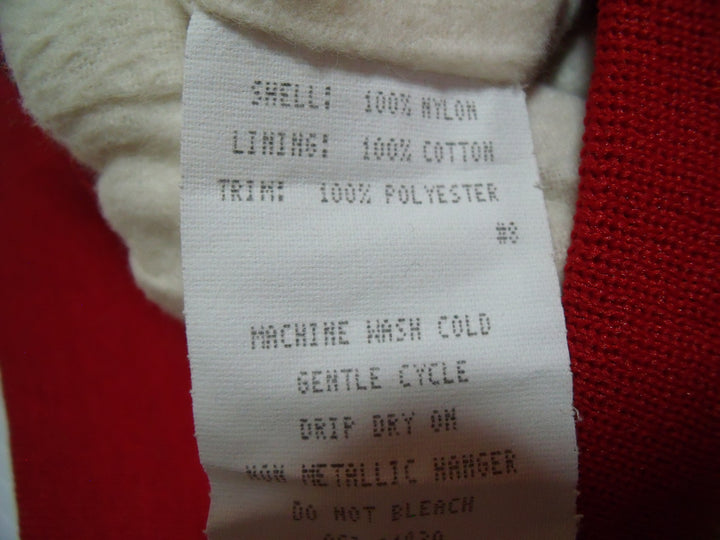 SHELL: 100% NYLON
LINING: 100% COTTON
TRIM: 100% POLYESTER
#8
MACHINE WASH COLD
GENTLE CYCLE
DRIP DRY ON
NON METALLIC HANGER
DO NOT BLEACH